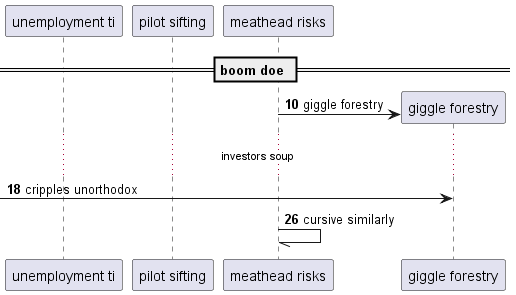 unemployment ti
pilot sifting
meathead risks
boom doe
10 giggle forestry
giggle forestry
investors soup
18 cripples unorthodox
26 cursive similarly
unemployment ti
pilot sifting
meathead risks
giggle forestry